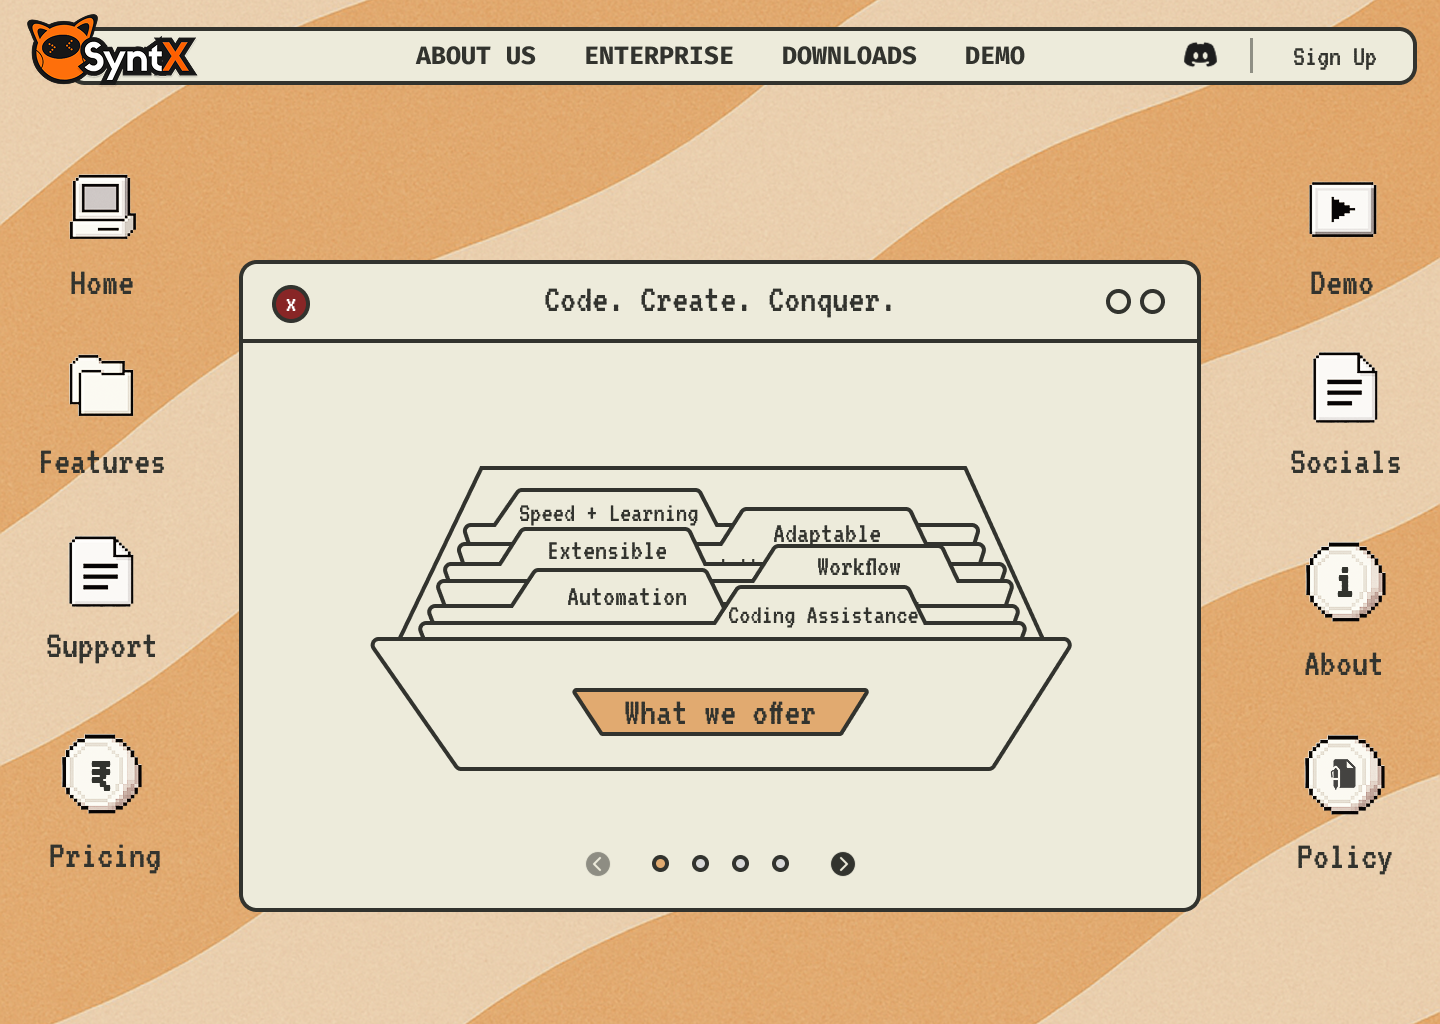 SyntX
ABOUT US
ENTERPRISE
DOWNLOADS
DEMO
Sign Up
Home
Features
Support
Pricing
x
Code. Create. Conquer.
Speed + Learning
Adaptable
Extensible
Workflow
Automation
Coding Assistance
What we offer
Demo
Socials
i
About
Policy
₹